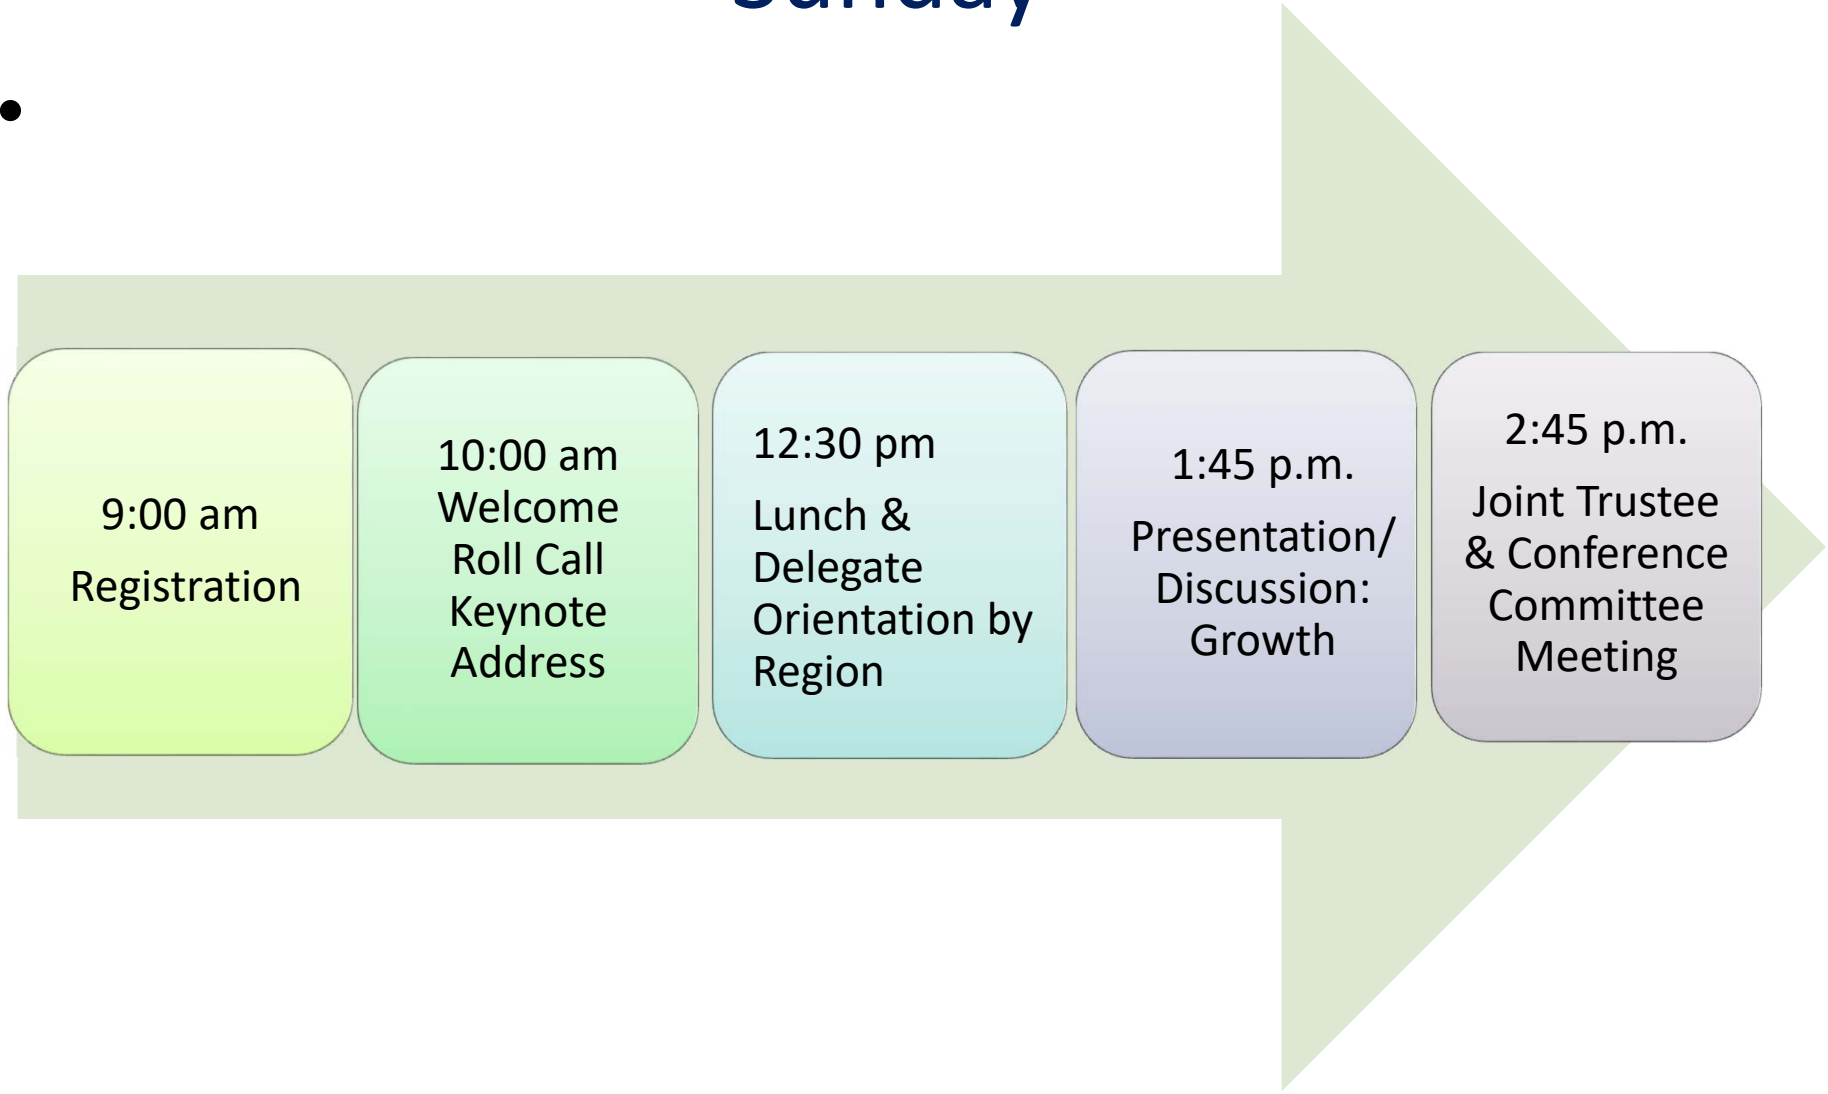 Sunday
•
9:00 am
Registration
10:00 am
Welcome
Roll Call
Keynote
Address
12:30 pm
Lunch &
Delegate
Orientation by
Region
1:45 p.m.
Presentation/
Discussion:
Growth
2:45 p.m.
Joint Trustee
& Conference
Committee
Meeting